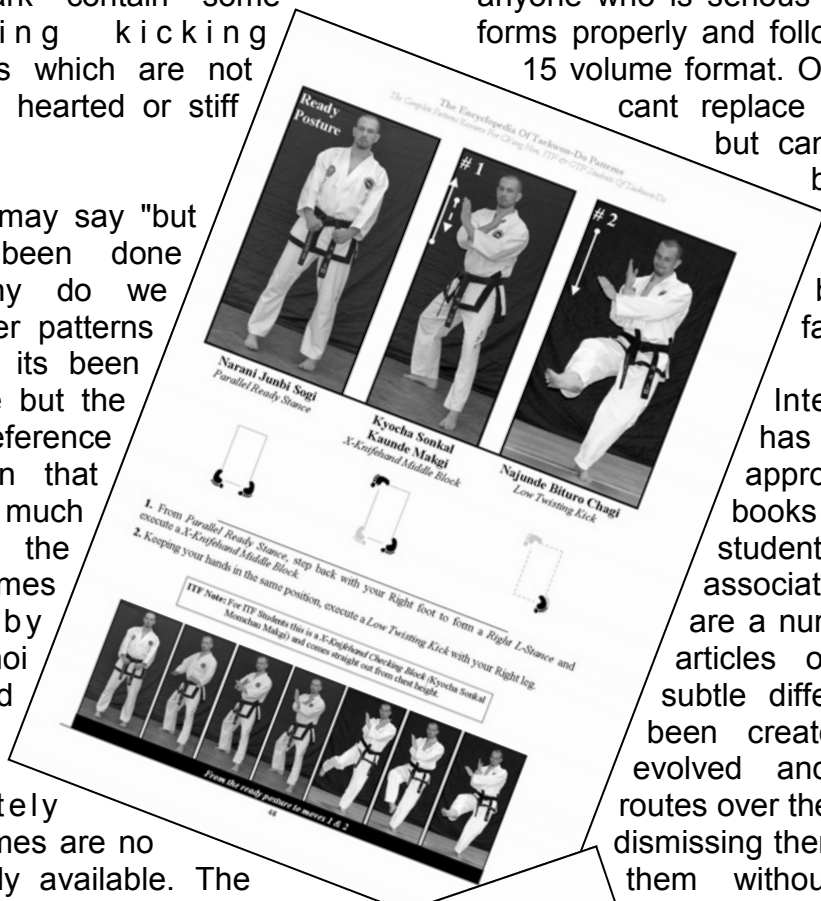 contain some
kicking
s which are not
hearted or stiff
may say "but
been done
do we
er patterns
its been
but the
eference
n that
much
the
mes
by
oi
d
tely
mes are no
ly available. The
anyone who is serious
forms properly and follo
15 volume format. O
cant replace
but can
b
b
fa
Inte
has
appro
books
student
associat
are a nur
articles o
subtle diffe
been create
evolved and
routes over the
dismissing then
them withou
The Encyclopedia Of Taekwon-Do Patterns
The Complete Patterns Resource For Ch'ang Hon, ITF & GTF Students Of Taekwon-Do
Ready
Posture
# 1
# 2
Narani Junbi Sogi
Parallel Ready Stance
Kyocha Sonkal
Kaunde Makgi
X-Knifehand Middle Block
Najunde Bituro Chagi
Low Twisting Kick
1. From Parallel Ready Stance, step back with your Right foot to form a Right L-Stance and
execute a X-Knifehand Middle Block
2. Keeping your hands in the same position, execute a Low Twisting Kick with your Right leg.
ITF Note: For ITF Students this is a X-Knifehand Checking Block (Kyocha Sonkal
Momchau Makgi) and comes straight out from chest height.
From the ready posture to moves 1 & 2
48